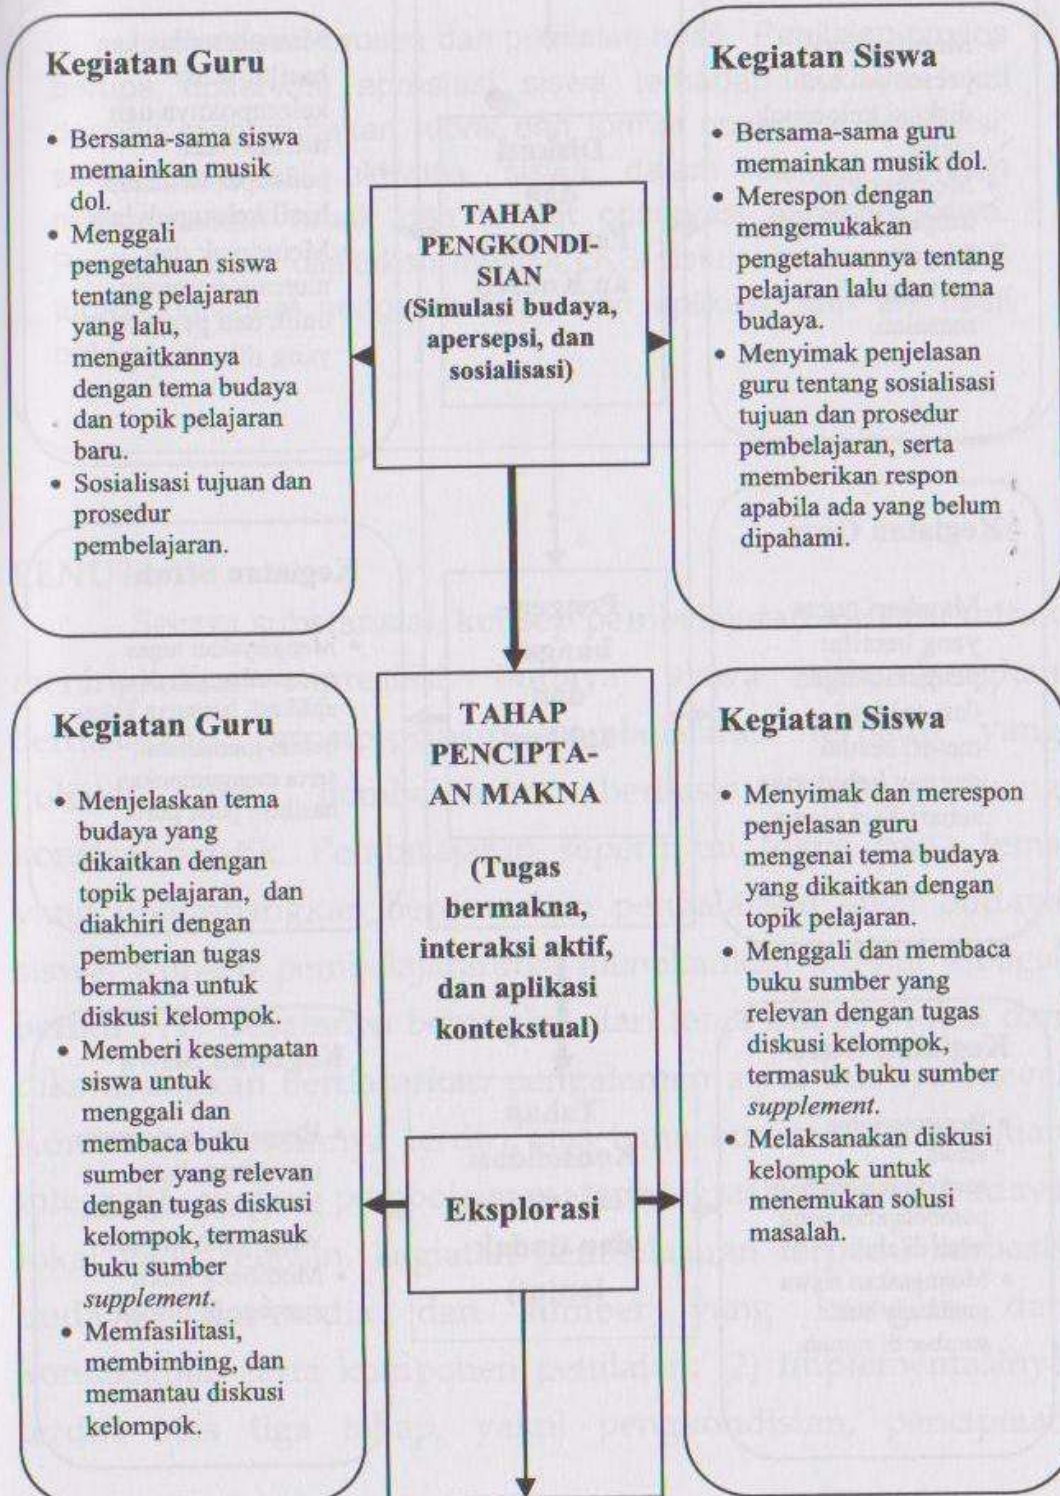 Kegiatan Guru
• Bersama-sama siswa
memainkan musik
dol.
• Menggali
pengetahuan siswa
tentang pelajaran
yang lalu,
mengaitkannya
dengan tema budaya
dan topik pelajaran
baru.
• Sosialisasi tujuan dan
prosedur
pembelajaran.
TAHAP
PENGKONDI-
SIAN
(Simulasi budaya,
apersepsi, dan
sosialisasi)
Kegiatan Siswa
• Bersama-sama guru
memainkan musik dol.
• Merespon dengan
mengemukakan
pengetahuannya tentang
pelajaran lalu dan tema
budaya.
• Menyimak penjelasan
guru tentang sosialisasi
tujuan dan prosedur
pembelajaran, serta
memberikan respon
apabila ada yang belum
dipahami.
Kegiatan Guru
• Menjelaskan tema
budaya yang
dikaitkan dengan
topik pelajaran, dan
diakhiri dengan
pemberian tugas
bermakna untuk
diskusi kelompok.
• Memberi kesempatan
siswa untuk
menggali dan
membaca buku
sumber yang relevan
dengan tugas diskusi
kelompok, termasuk
buku sumber
supplement.
• Memfasilitasi,
membimbing, dan
memantau diskusi
kelompok.
TAHAP
PENCIPTA-
AN MAKNA
(Tugas
bermakna,
interaksi aktif,
dan aplikasi
kontekstual)
Eksplorasi
Kegiatan Siswa
• Menyimak dan merespon
penjelasan guru
mengenai tema budaya
yang dikaitkan dengan
topik pelajaran.
• Menggali dan membaca
buku sumber yang
relevan dengan tugas
diskusi kelompok,
termasuk buku sumber
supplement.
• Melaksanakan diskusi
kelompok untuk
menemukan solusi
masalah.